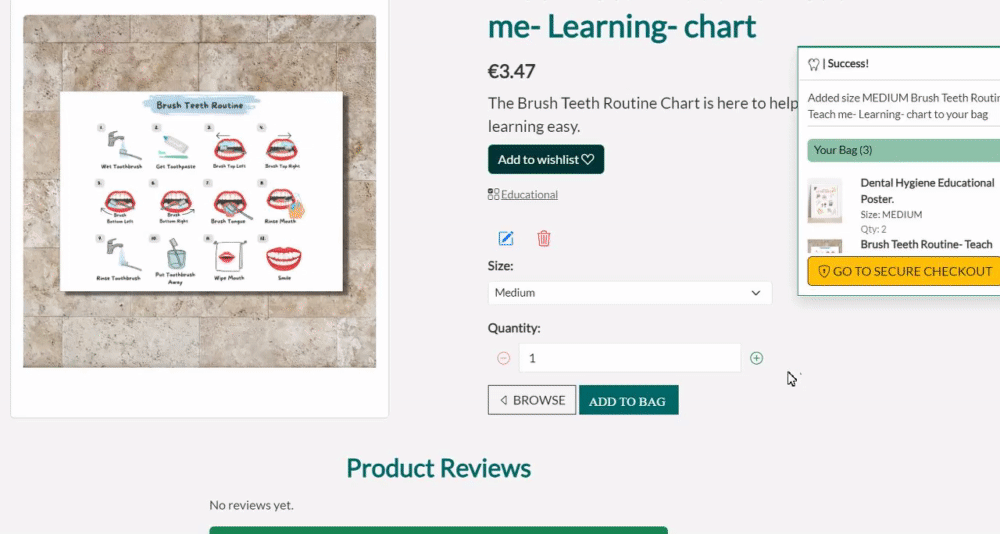 me- Learning- chart
€3.47
The Brush Teeth Routine Chart is here to help
learning easy.
Add to wishlist
Educational
Size:
Medium
Quantity:
1
BROWSE
ADD TO BAG
Brush Teeth Routine
1.
2.
3.
4.
Wet Toothbrush
Get Toothpaste
Brush Top Left
Brush Top Right
5.
6.
7.
8.
Brush
Bottom Left
Brush
Bottom Right
Brush Tongue
Rinse Mouth
9.
10.
11.
12.
Rinse Toothbrush
Put Toothbrush
Away
Wipe Mouth
Smile
| Success!
Added size MEDIUM Brush Teeth Routin
Teach me- Learning- chart to your bag
Your Bag (3)
Dental Hygiene Educational
Poster.
Size: MEDIUM
Qty: 2
Brush Teeth Routine- Teach
GO TO SECURE CHECKOUT
Product Reviews
No reviews yet.